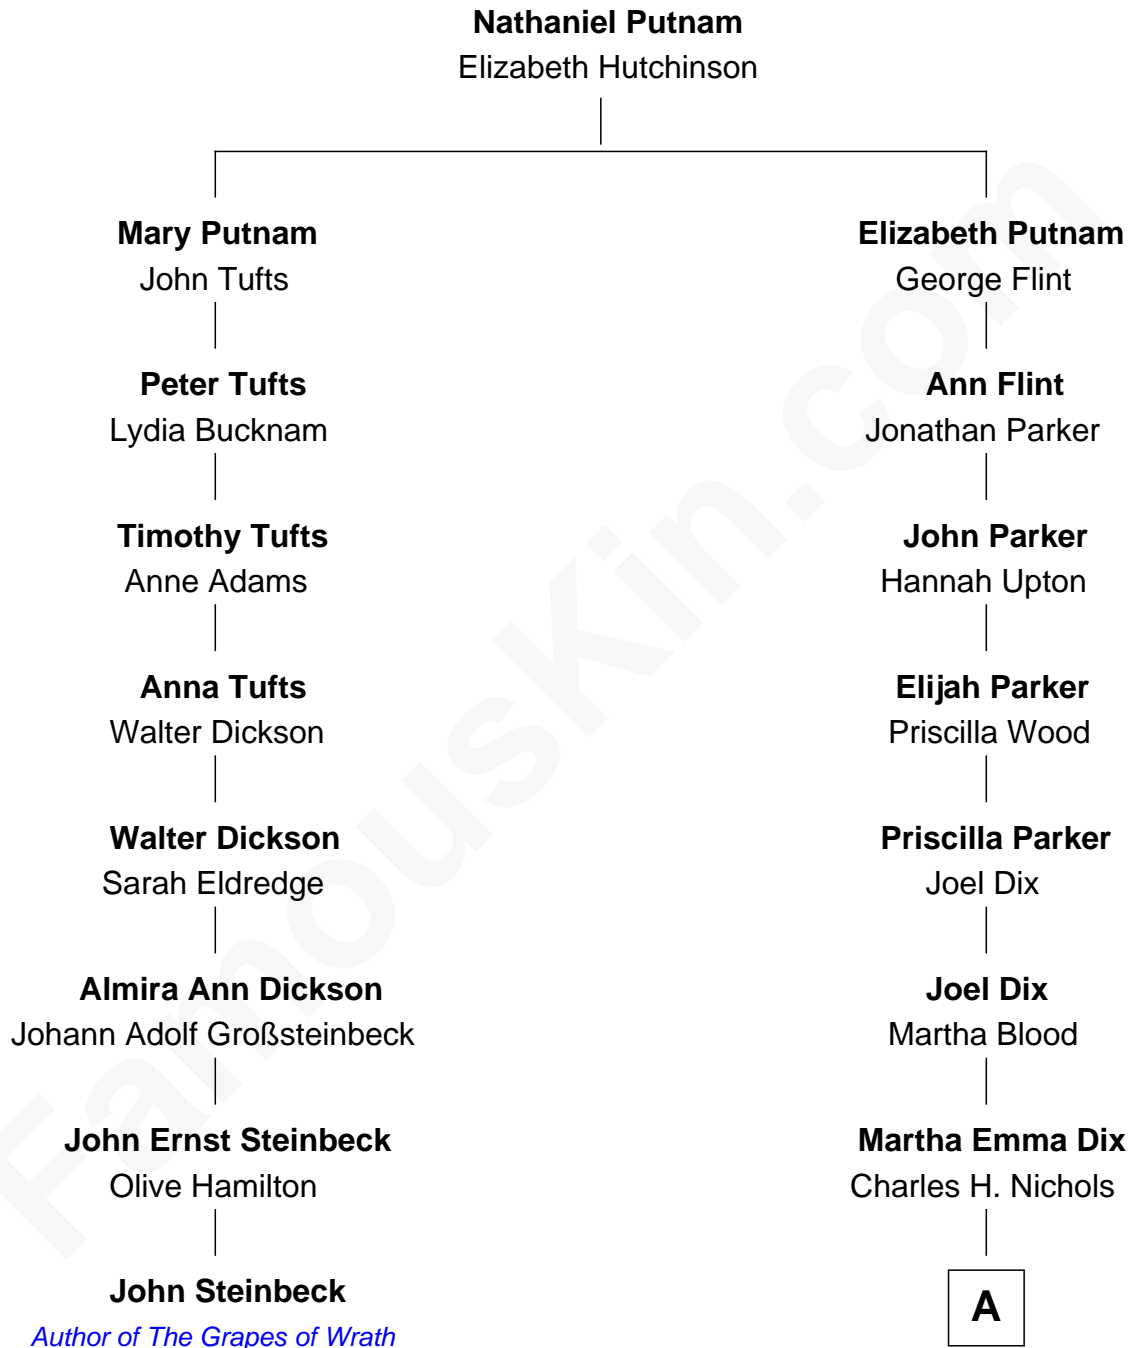 Nathaniel Putnam
Elizabeth Hutchinson
Mary Putnam
John Tufts
Elizabeth Putnam
George Flint
Peter Tufts
Lydia Bucknam
Ann Flint
Jonathan Parker
Timothy Tufts
Anne Adams
John Parker
Hannah Upton
Anna Tufts
Walter Dickson
Elijah Parker
Priscilla Wood
Walter Dickson
Sarah Eldredge
Priscilla Parker
Joel Dix
Almira Ann Dickson
Johann Adolf Großsteinbeck
Joel Dix
Martha Blood
John Ernst Steinbeck
Olive Hamilton
Martha Emma Dix
Charles H. Nichols
John Steinbeck
Author of The Grapes of Wrath
A
FamousKin.com